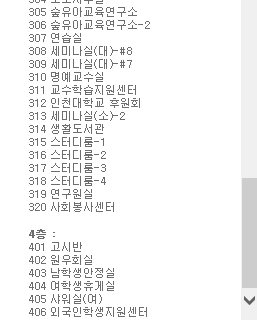 305 숲유아교육연구소
306 숲유아교육연구소-2
307 연습실
308 세미나실(대)-#8
309 세미나실(대)-#7
310 명예교수실
311 교수학습지원센터
312 인천대학교 후원회
313 세미나실(소)-2
314 생활도서관
315 스터디룸-1
316 스터디룸-2
317 스터디룸-3
318 스터디룸-4
319 연구원실
320 사회봉사센터
4층 :
401 고시반
402 원우회실
403 남학생안정실
404 여학생휴게실
405 샤워실(여)
406 외국인학생지원센터